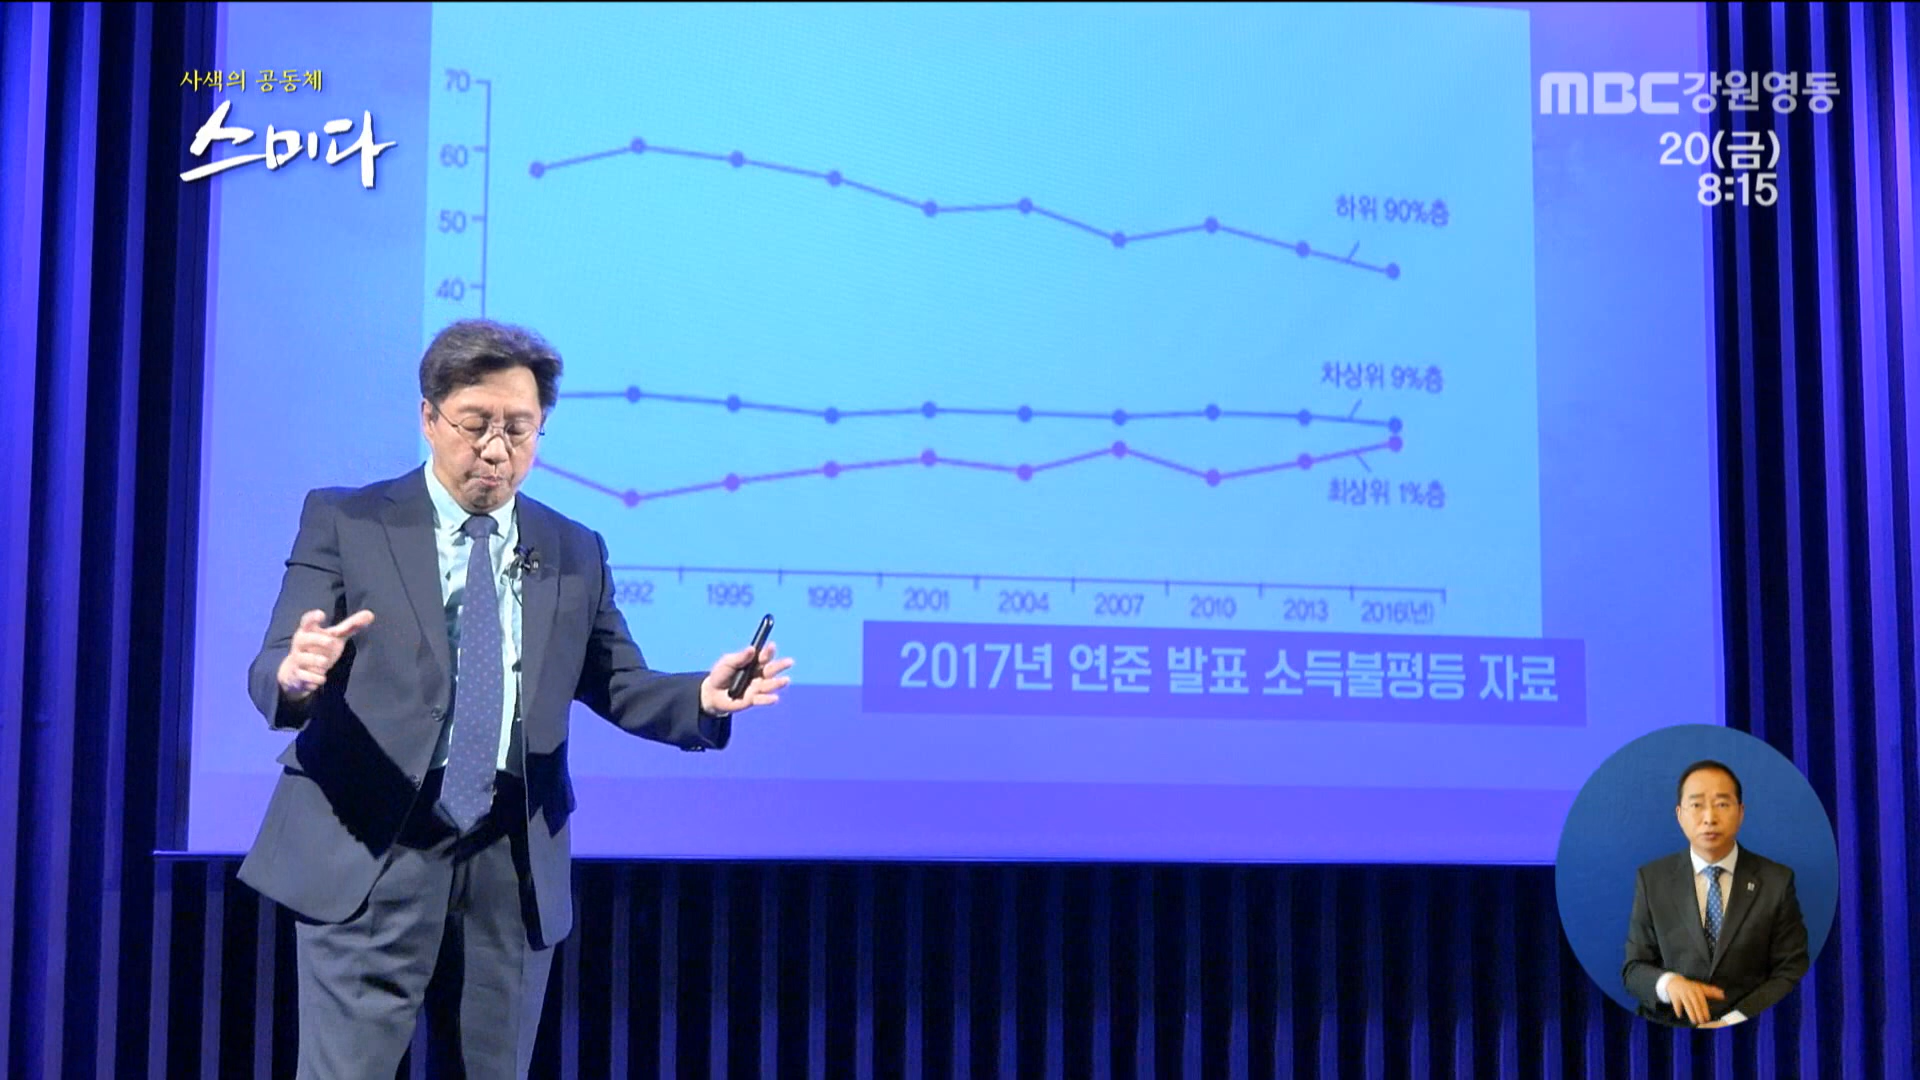 사색의 공동체
스미다
MBC강원영동
20(금)
8:15
70
60
50
40
하위 90%층
차상위 9%층
최상위 1%층
992 1995 1998 2001 2004 2007 2010 2013 2016(년)
2017년 연준 발표 소득불평등 자료